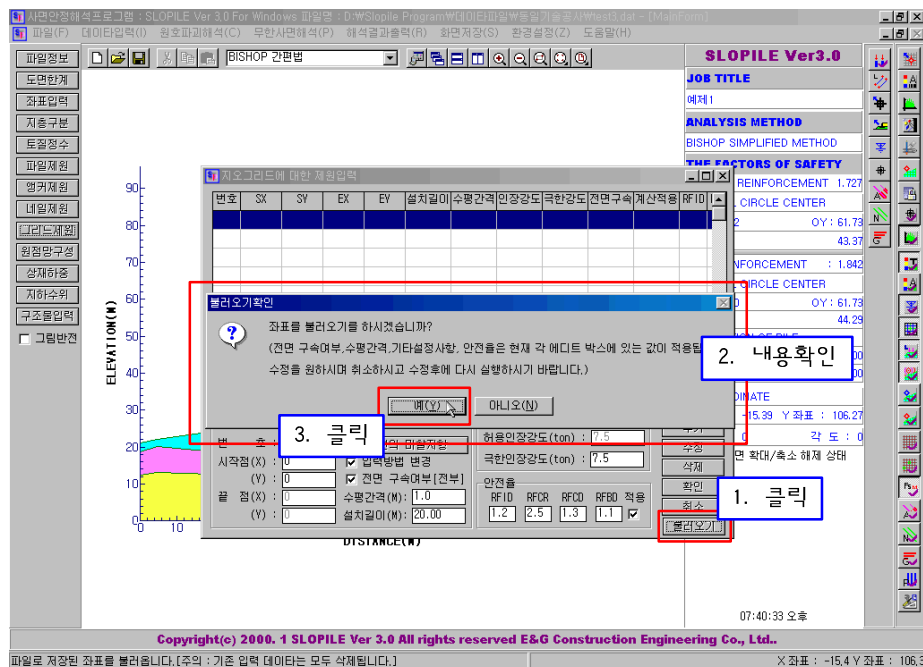 사면안정해석프로그램 : SLOPILE Ver 3.0 For Windows 파일명 : D:₩Slopile Program₩데이타파일₩동일기술공사₩test3.dat - [MainForm]
파일(F) 데이타입력(I) 원호파괴해석(C) 무한사면해석(P) 해석결과출력(R) 화면저장(S) 환경설정(Z) 도움말(H)
파일정보
BISHOP 간편법
도면한계
좌표입력
지층구분
토질정수
파일제원
앵커제원
네일제원
그리드제원
원점망구성
상재하중
지하수위
구조물입력
그림반전
SLOPILE Ver3.0
JOB TITLE
예제1
ANALYSIS METHOD
BISHOP SIMPLIFIED METHOD
THE FACTORS OF SAFETY
REINFORCEMENT 1.727
CIRCLE CENTER
2 OY : 61.73
43.37
NFORCEMENT : 1.842
CIRCLE CENTER
OY : 61.73
44.29
00
00
DINATE
-15.39 Y 좌표 : 106.27
0 각 도 : 0
면 확대/축소 해제 상태
07:40:33 오후
지오그리드에 대한 제원입력
번호 SX SY EX EY 설치길이 수평간격 인장강도 극한강도 전면구속 계산적용 RFID
불러오기확인
좌표를 불러오기를 하시겠습니까?
(전면 구속여부,수평간격,기타설정사항, 안전율은 현재 각 에디트 박스에 있는 값이 적용됩
수정을 원하시며 취소하시고 수정후에 다시 실행하시기 바랍니다.)
예(Y) 아니오(N)
1. 클릭
2. 내용확인
3. 클릭
번 호 :
시작점(X) : 0
(Y) : 0
끝 점(X) : 0
(Y) : 0
입력방법 변경
전면 구속여부[전부]
수평간격(M): 1.0
설치길이(M): 20.00
허용인장강도(ton) : 7.5
극한인장강도(ton) : 7.5
안전율
RFID RFCR RFCD RFBD 적용
1.2 2.5 1.3 1.1
수정
삭제
확인
취소
불러오기
ELEVATION(M)
90
70
60
50
40
30
20
10
0
0 10
DISTANCE(M)
Copyright(c) 2000. 1 SLOPILE Ver 3.0 All rights reserved E&G Construction Engineering Co., Ltd..
파일로 저장된 좌표를 불러옵니다.[주의 : 기존 입력 데이타는 모두 삭제됩니다.]
X 좌표 : -15.4 Y 좌표 : 106.3